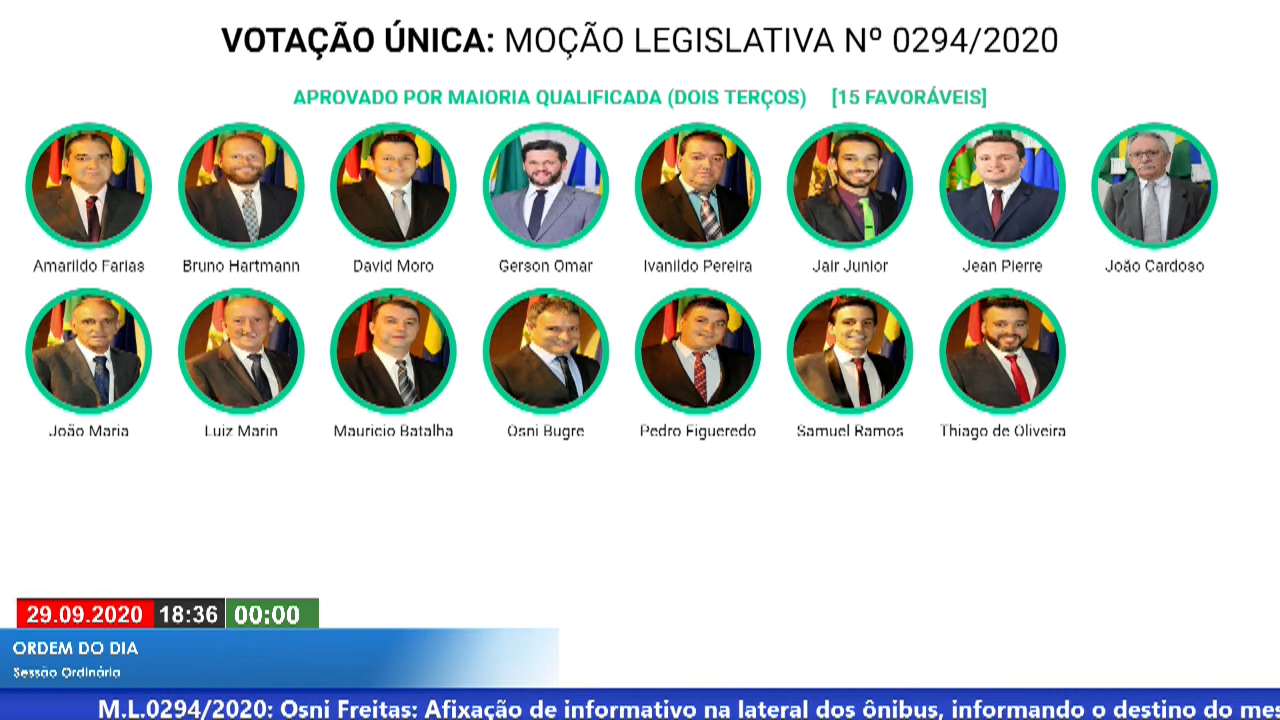 VOTAÇÃO ÚNICA: MOÇÃO LEGISLATIVA Nº 0294/2020
APROVADO POR MAIORIA QUALIFICADA (DOIS TERÇOS) [15 FAVORÁVEIS]
Amarildo Farias Bruno Hartmann David Moro Gerson Omar Ivanildo Pereira Jair Junior Jean Pierre João Cardoso
João Maria Luiz Marin Mauricio Batalha Osni Bugre Pedro Figueredo Samuel Ramos Thiago de Oliveira
29.09.2020 18:36 00:00
ORDEM DO DIA
Sessão Ordinária
M.L.0294/2020: Osni Freitas: Afixação de informativo na lateral dos ônibus, informando o destino do mes